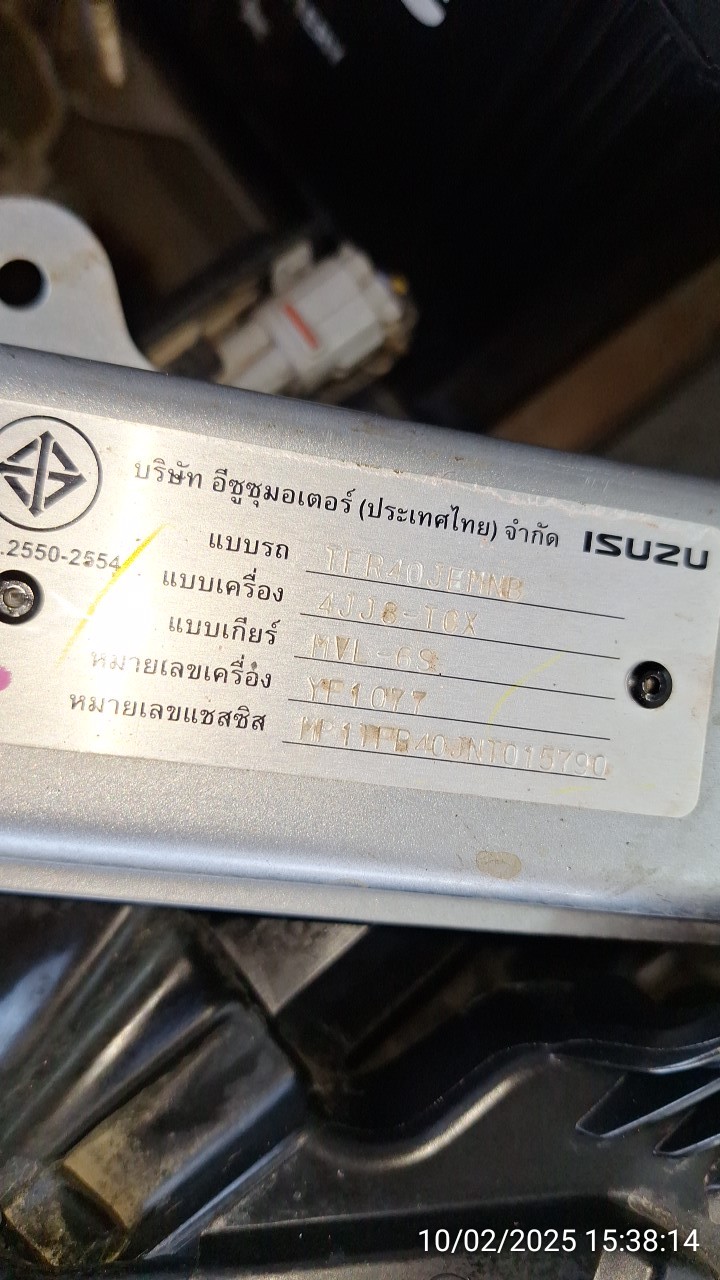 บริษัท อีซูซุมอเตอร์ (ประเทศไทย) จำกัด ISUZU
.2550-2554
แบบรถ TFR40JEMNB
แบบเครื่อง 4JJ3-TCX
แบบเกียร์ MVL-6S
หมายเลขเครื่อง YF1077
หมายเลขแชสซิส
10/02/2025 15:38:14